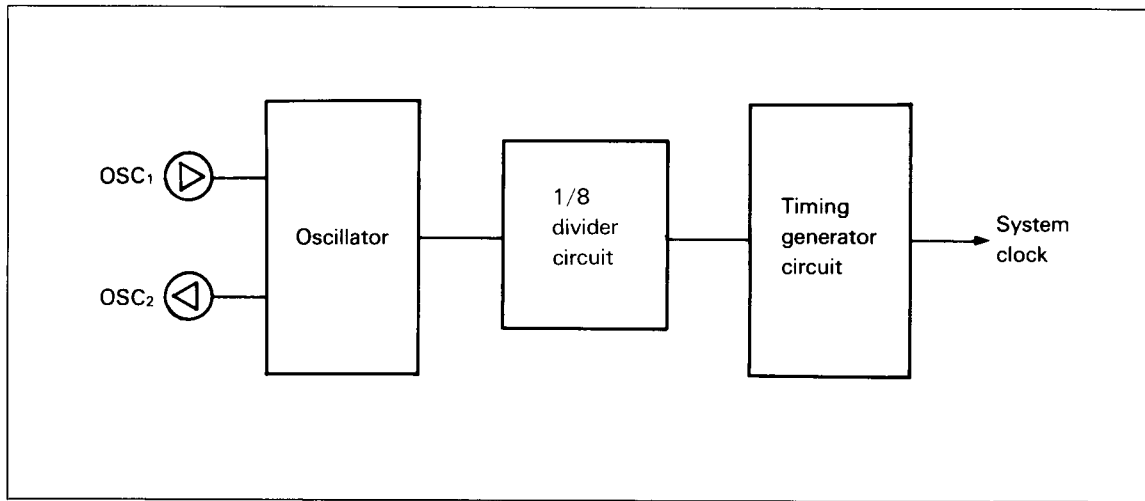 OSC₁
OSC₂
Oscillator
1/8
divider
circuit
Timing
generator
circuit
System
clock